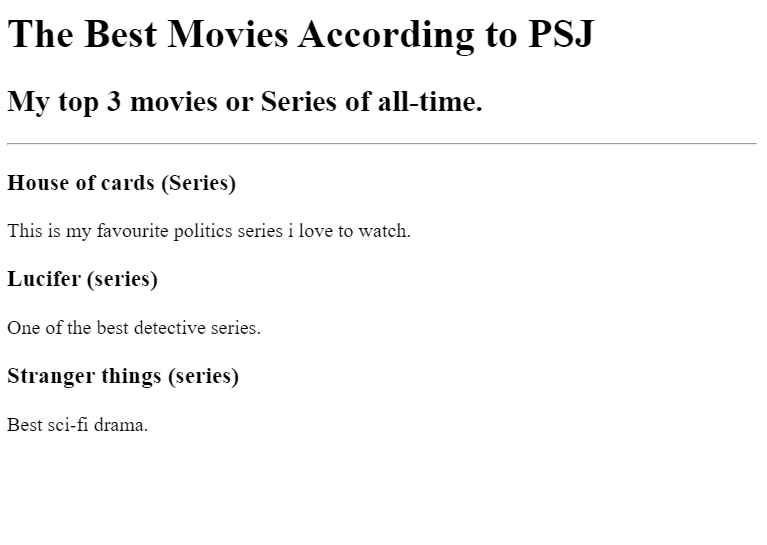 The Best Movies According to PSJ
My top 3 movies or Series of all-time.
House of cards (Series)
This is my favourite politics series i love to watch.
Lucifer (series)
One of the best detective series.
Stranger things (series)
Best sci-fi drama.